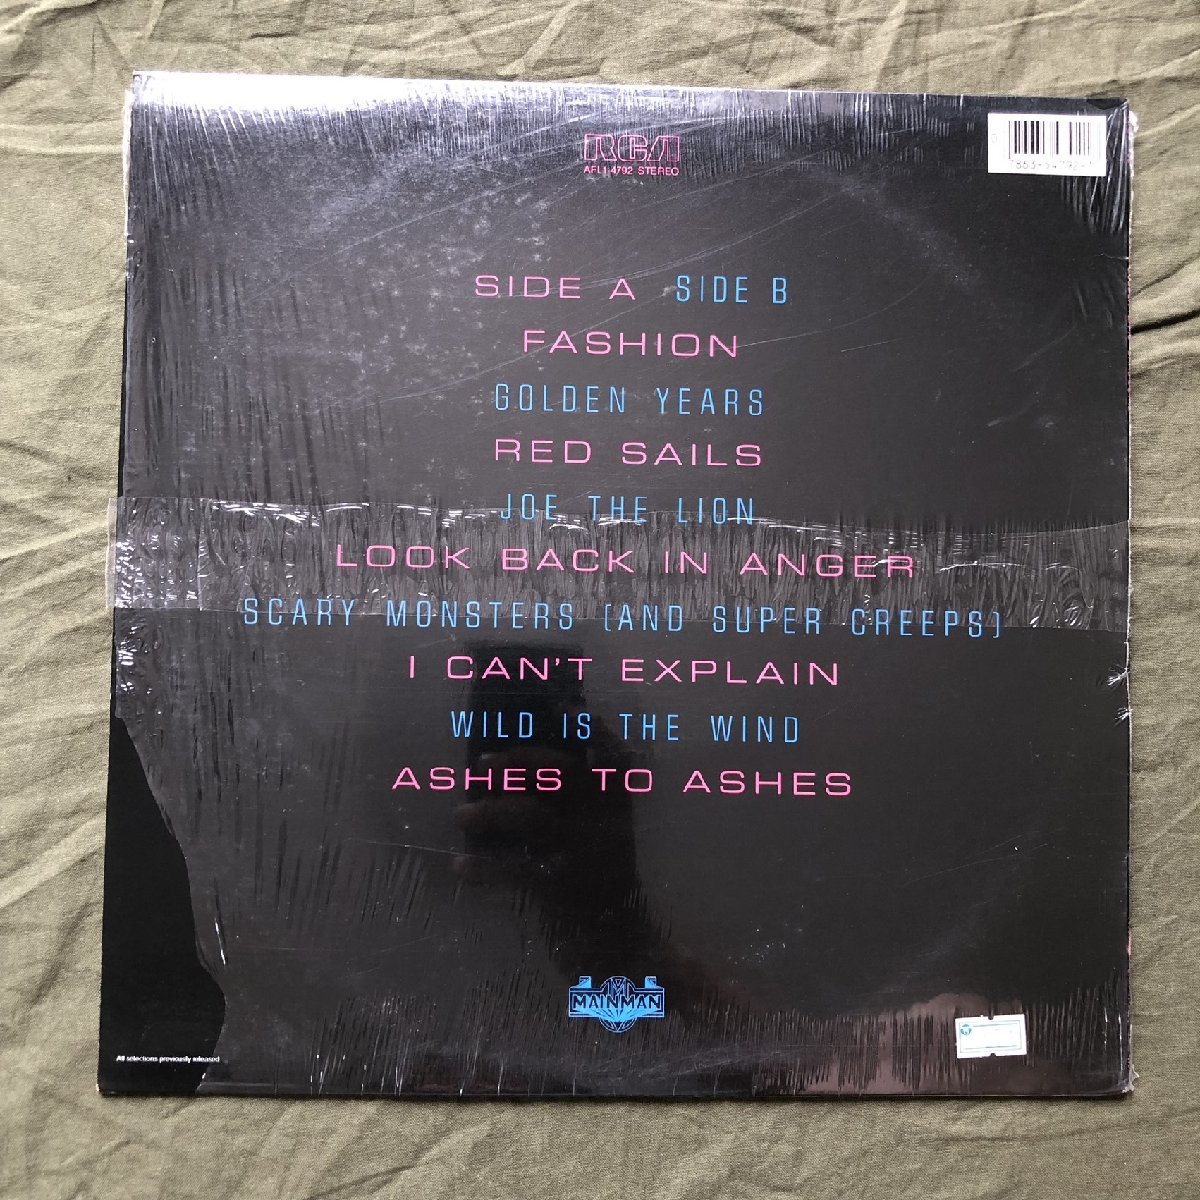 RCA
AFL1-4792 STEREO
SIDE A SIDE B
FASHION
GOLDEN YEARS
RED SAILS
JOE THE LION
LOOK BACK IN ANGER
SCARY MONSTERS (AND SUPER CREEPS)
I CAN'T EXPLAIN
WILD IS THE WIND
ASHES TO ASHES
MAINMAN
All selections previously released